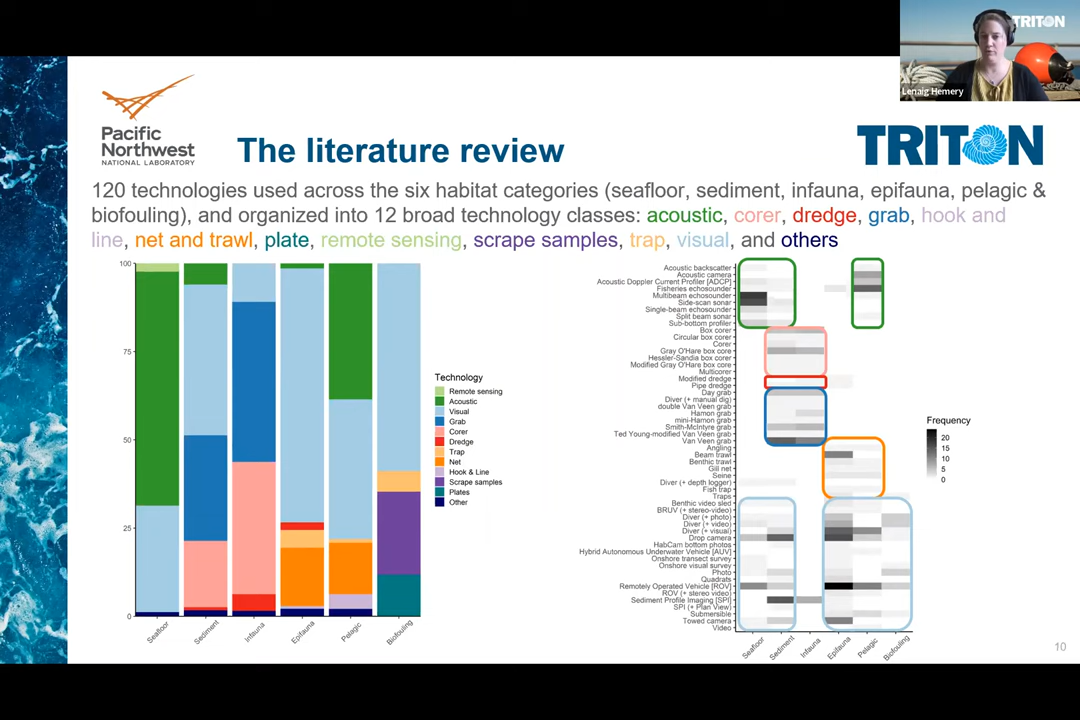 TRITON
Lenaig Hemery
Pacific
Northwest
NATIONAL LABORATORY
The literature review
TRITON
120 technologies used across the six habitat categories (seafloor, sediment, infauna, epifauna, pelagic &
biofouling), and organized into 12 broad technology classes: acoustic, corer, dredge, grab, hook and
line, net and trawl, plate, remote sensing, scrape samples, trap, visual, and others
100
75
50
25
0
Seafloor
Sediment
Infauna
Epifauna
Pelagic
Biofouling
Technology
Remote sensing
Acoustic
Visual
Grab
Corer
Dredge
Trap
Net
Hook & Line
Scrape samples
Plates
Other
Acoustic backscatter
Acoustic camera
Acoustic Doppler Current Profiler [ADCP]
Fisheries echosounder
Multibeam echosounder
Side-scan sonar
Single-beam echosounder
Split beam sonar
Sub-bottom profiler
Box corer
Circular box corer
Corer
Gray O'Hare box core
Hessler-Sandia box corer
Modified Gray O'Hare box core
Multicorer
Modified dredge
Pipe dredge
Day grab
Diver (+ manual dig)
double Van Veen grab
Hamon grab
mini-Hamon grab
Smith-McIntyre grab
Ted Young-modified Van Veen grab
Van Veen grab
Angling
Beam trawl
Benthic trawl
Gill net
Seine
Diver (+ depth logger)
Fish trap
Traps
Benthic video sled
BRUV (+ stereo-video)
Diver (+ photo)
Diver (+ video)
Diver (+ visual)
Drop camera
HabCam bottom photos
Hybrid Autonomous Underwater Vehicle [AUV]
Onshore transect survey
Onshore visual survey
Photo
Quadrats
Remotely Operated Vehicle [ROV]
ROV (+ stereo video)
Sediment Profile Imaging [SPI]
SPI (+ Plan View)
Submersible
Towed camera
Video
Seafloor
Sediment
Infauna
Epifauna
Pelagic
Biofouling
Frequency
20
15
10
5
0
10